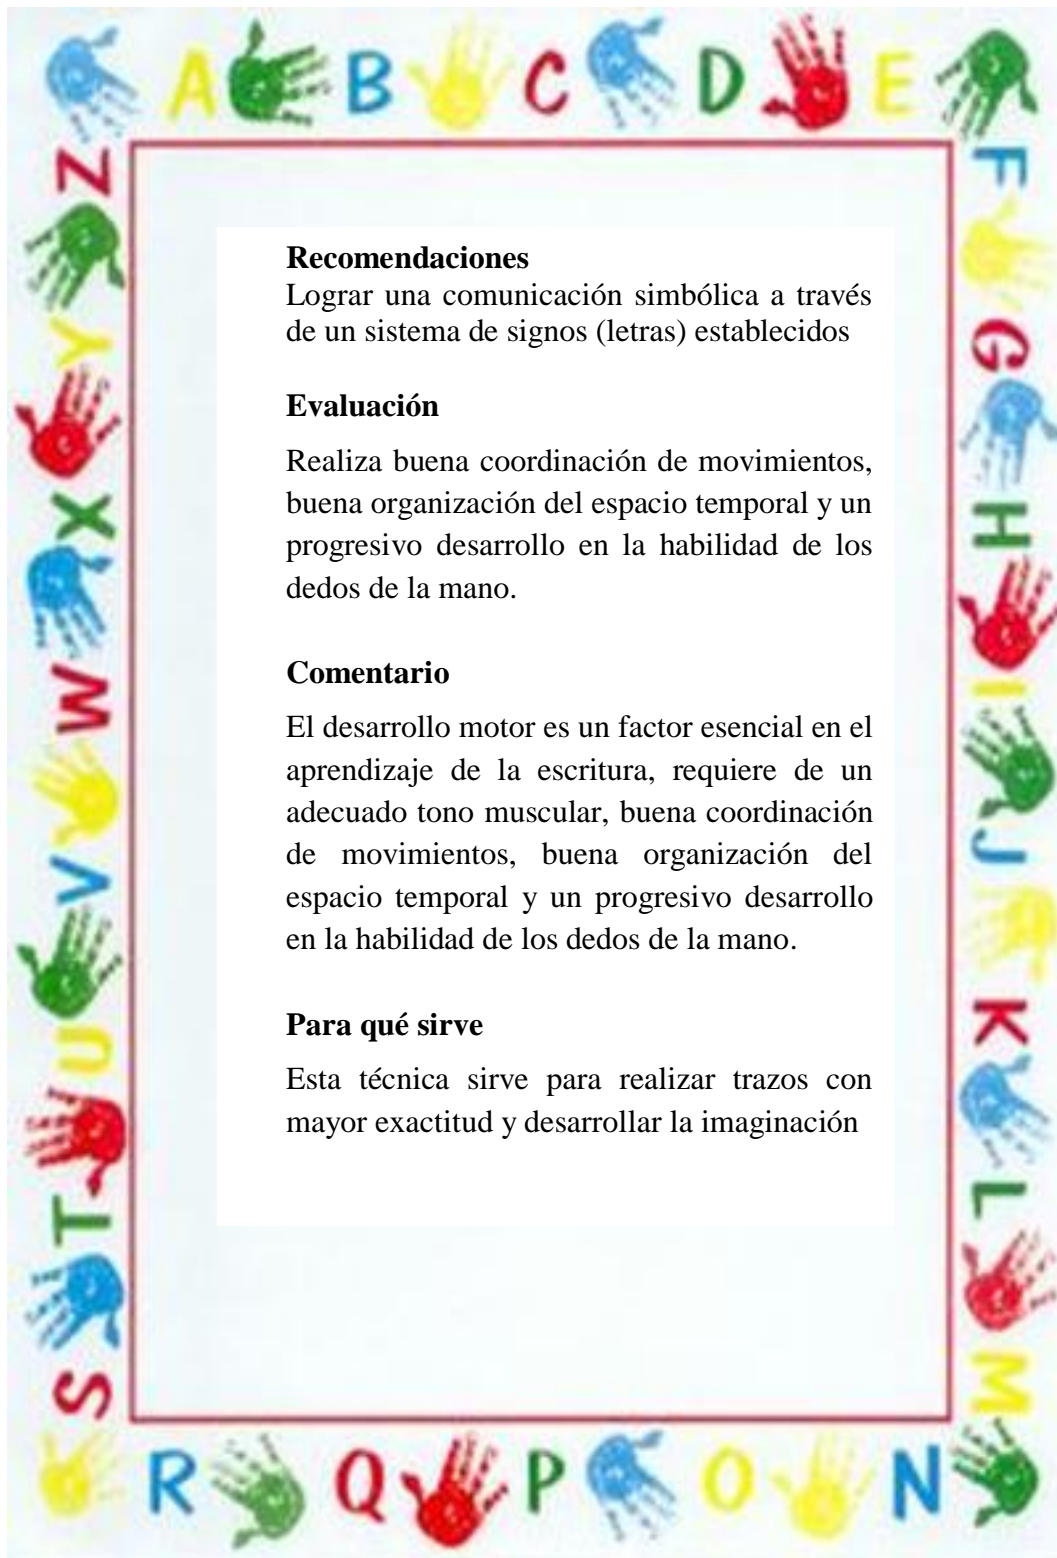 A B C D E
F
G
H
I
J
K
L
M
N
O
P
Q
R
S
T
U
V
W
X
Y
Z
Recomendaciones
Lograr una comunicación simbólica a través
de un sistema de signos (letras) establecidos
Evaluación
Realiza buena coordinación de movimientos,
buena organización del espacio temporal y un
progresivo desarrollo en la habilidad de los
dedos de la mano.
Comentario
El desarrollo motor es un factor esencial en el
aprendizaje de la escritura, requiere de un
adecuado tono muscular, buena coordinación
de movimientos, buena organización del
espacio temporal y un progresivo desarrollo
en la habilidad de los dedos de la mano.
Para qué sirve
Esta técnica sirve para realizar trazos con
mayor exactitud y desarrollar la imaginación